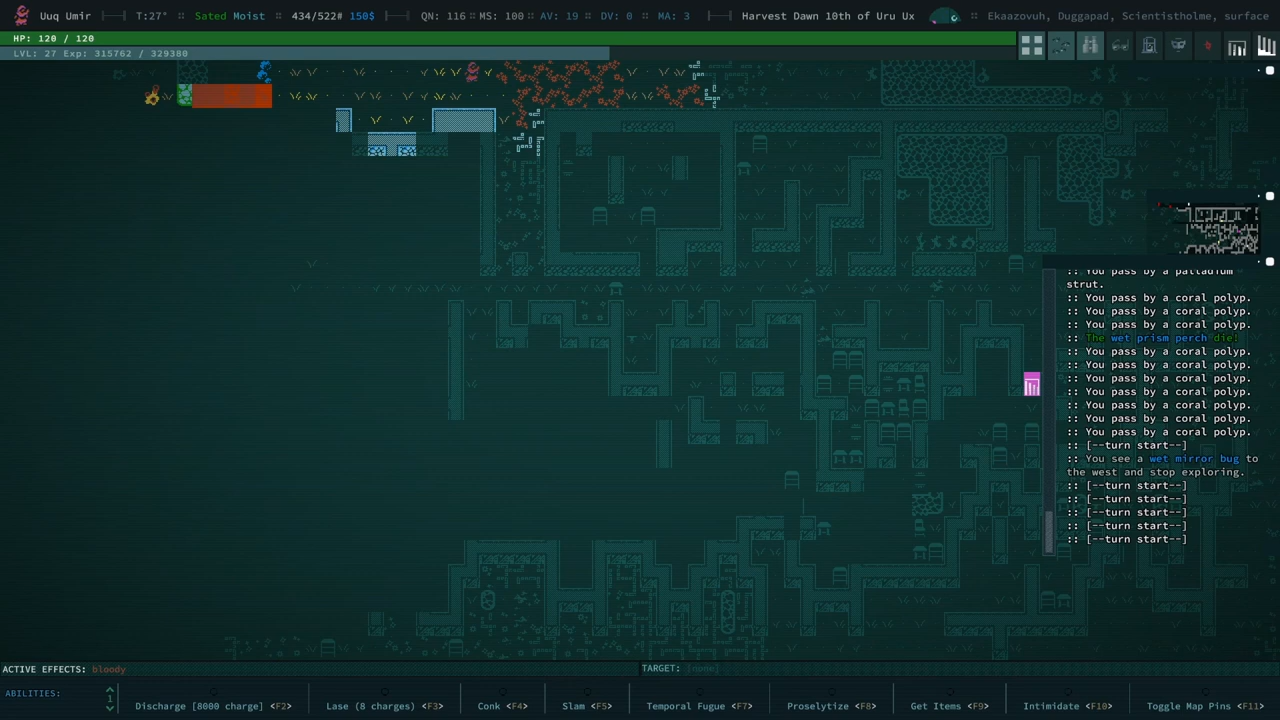 Uuq Umir T:27° :: Sated Moist :: 434/522# 150$ QN: 116 :: MS: 100 :: AV: 19 :: DV: 0 :: MA: 3 Harvest Dawn 10th of Uru Ux :: Ekaazovuh, Duggapad, Scientistholme, surface
HP: 120 / 120
LVL: 27 Exp: 315762 / 329380
:: You pass by a palladium
strut.
:: You pass by a coral polyp.
:: You pass by a coral polyp.
:: You pass by a coral polyp.
:: The wet prism perch die!
:: You pass by a coral polyp.
:: You pass by a coral polyp.
:: You pass by a coral polyp.
:: You pass by a coral polyp.
:: You pass by a coral polyp.
:: You pass by a coral polyp.
:: You pass by a coral polyp.
:: [--turn start--]
:: You see a wet mirror bug to
the west and stop exploring.
:: [--turn start--]
:: [--turn start--]
:: [--turn start--]
:: [--turn start--]
:: [--turn start--]
ACTIVE EFFECTS: bloody TARGET: [none]
ABILITIES: 1 Discharge [8000 charge] <F2> Lase (8 charges) <F3> Conk <F4> Slam <F5> Temporal Fugue <F7> Proselytize <F8> Get Items <F9> Intimidate <F10> Toggle Map Pins <F11>